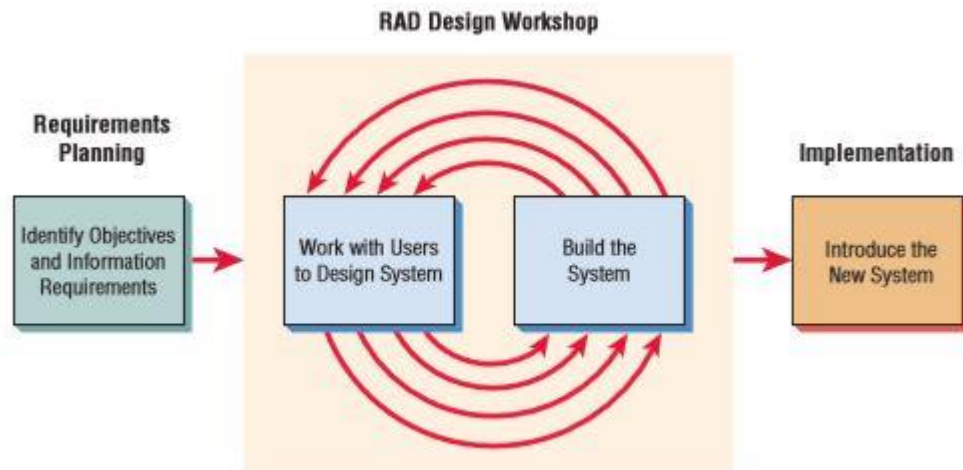 RAD Design Workshop
Requirements
Planning
Identify Objectives
and Information
Requirements
Work with Users
to Design System
Build the
System
Implementation
Introduce the
New System